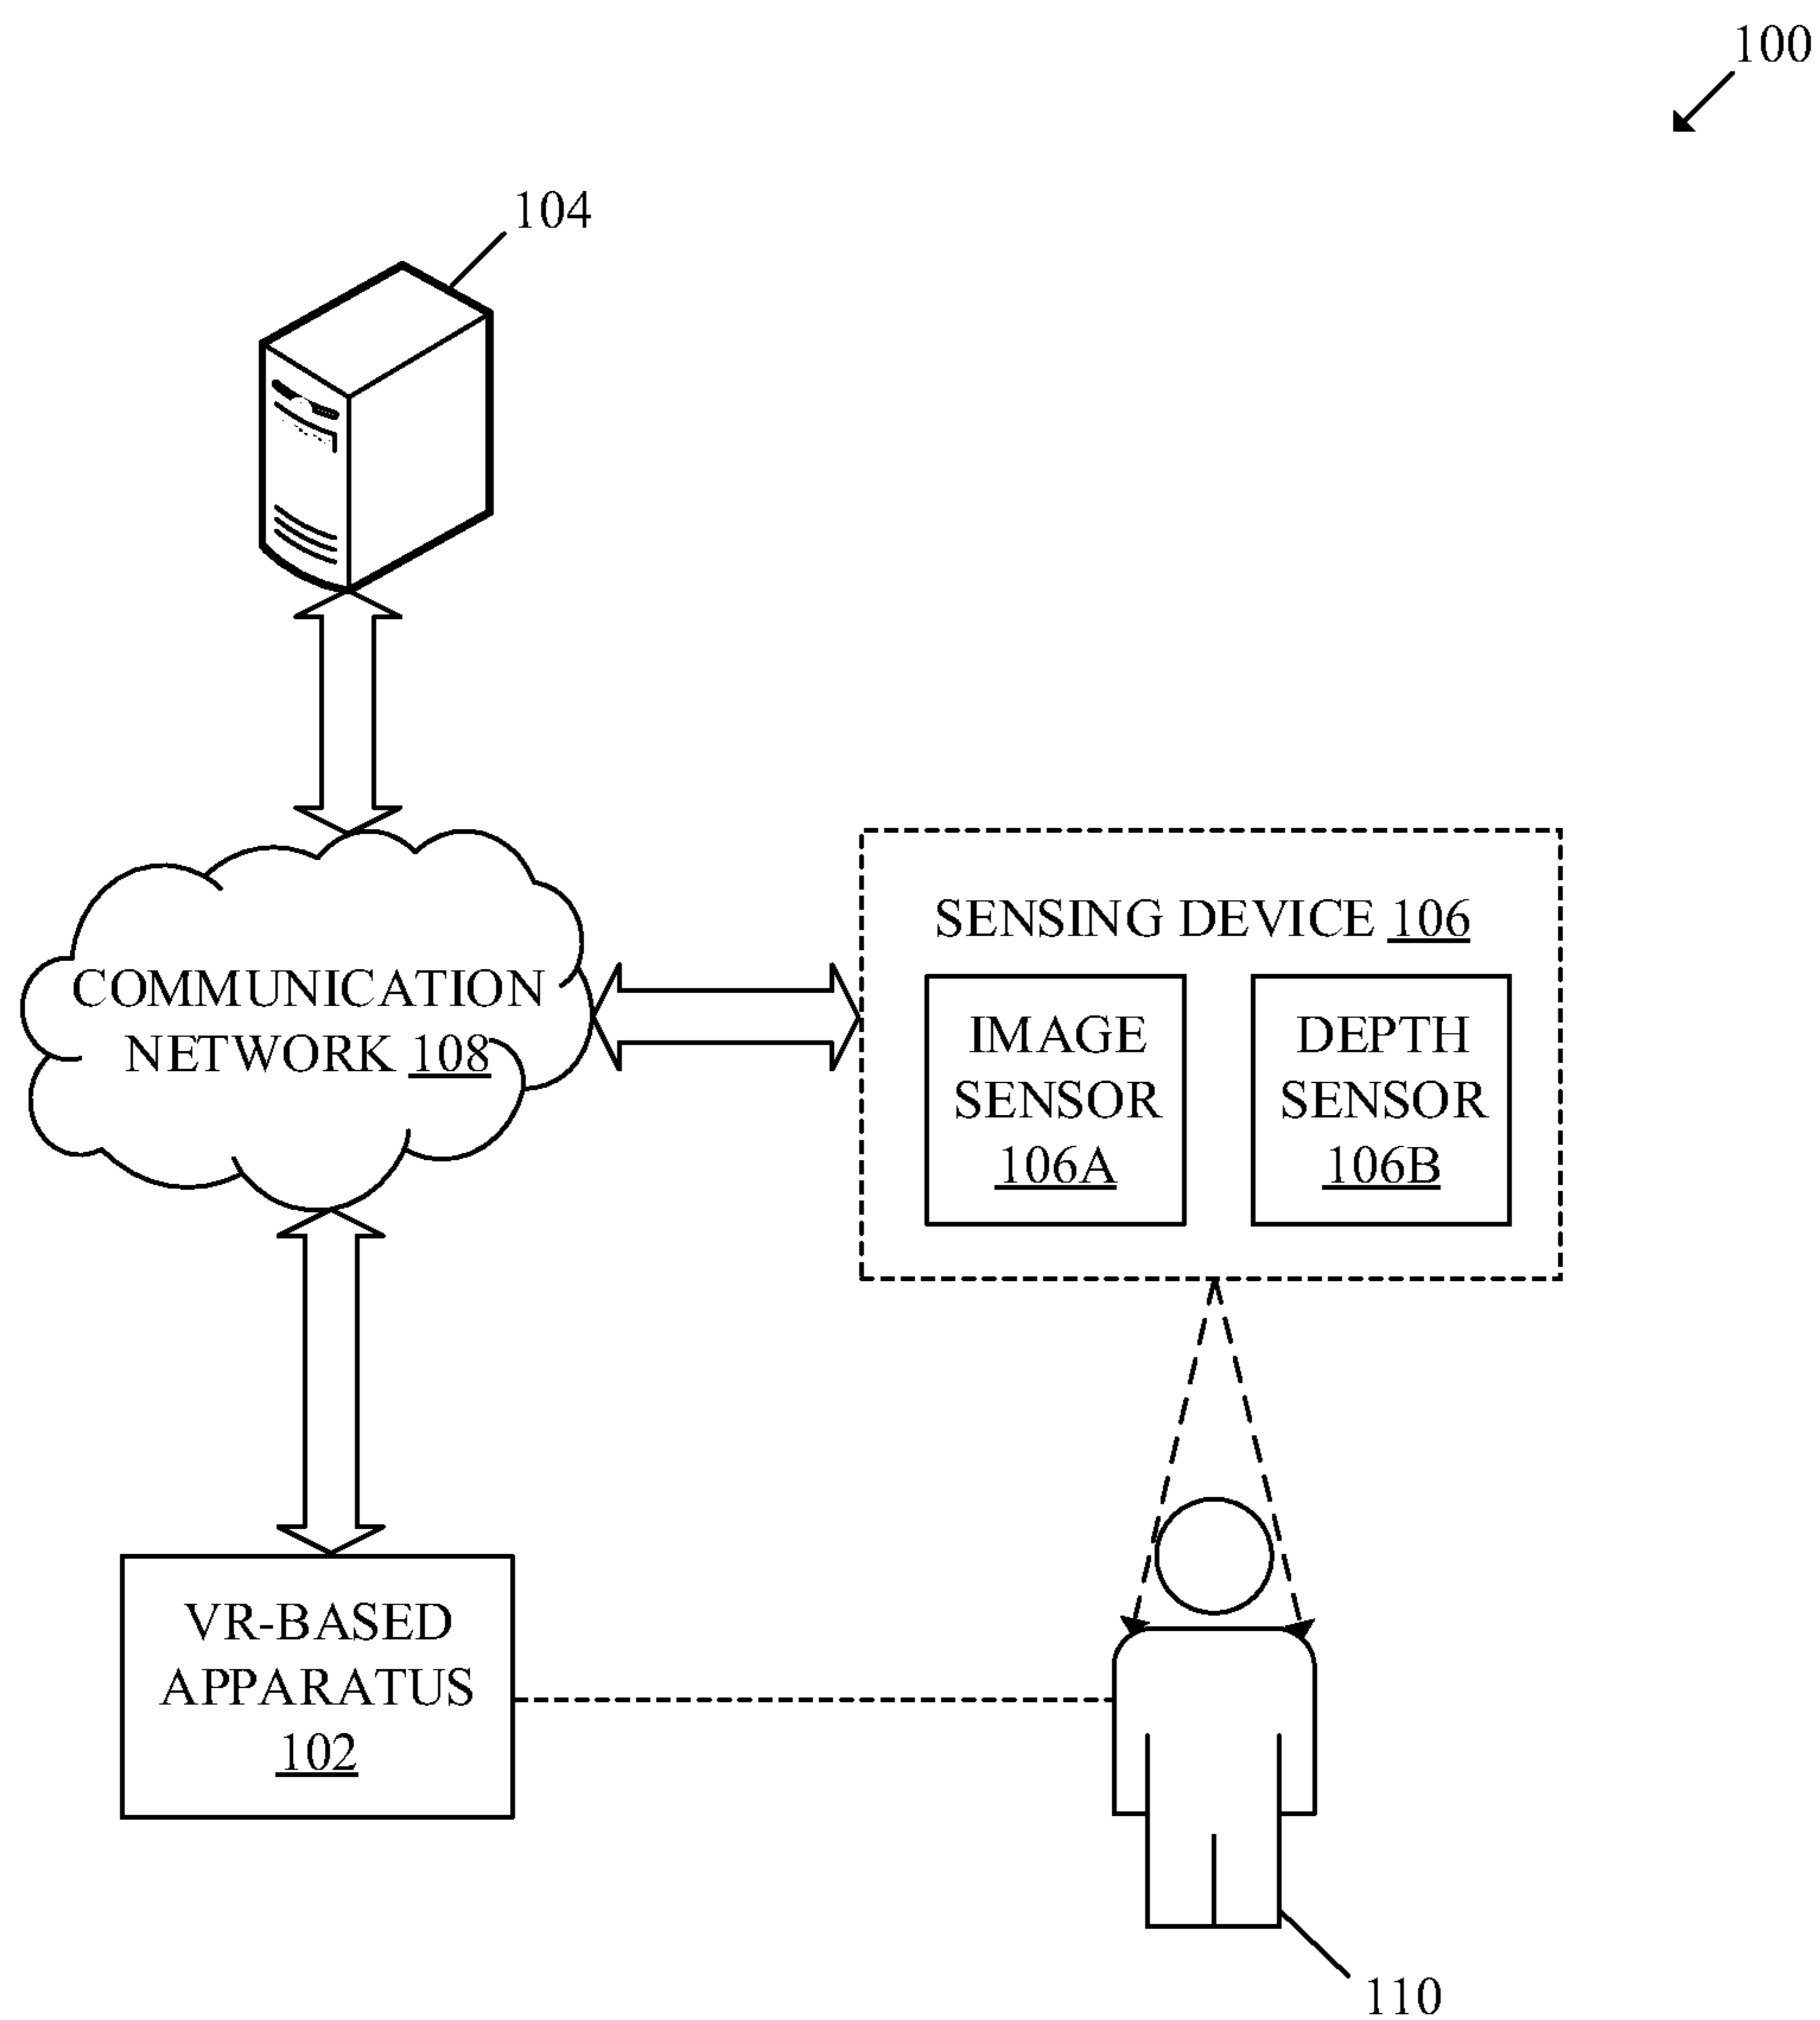 100
104
SENSING DEVICE 106
COMMUNICATION
NETWORK 108
IMAGE
SENSOR
106A
DEPTH
SENSOR
106B
VR-BASED
APPARATUS
102
110